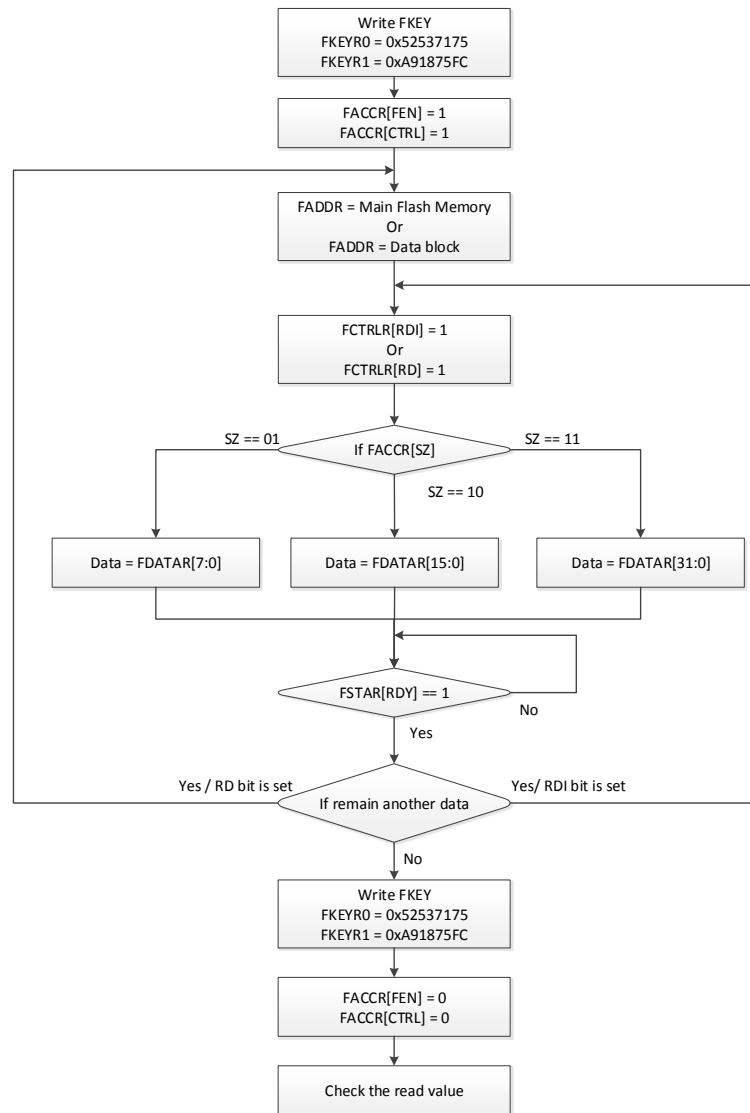 Write FKEY
FKEYR0 = 0x52537175
FKEYR1 = 0xA91875FC
FACCR[FEN] = 1
FACCR[CTRL] = 1
FADDR = Main Flash Memory
Or
FADDR = Data block
FCTRLR[RDI] = 1
Or
FCTRLR[RD] = 1
SZ == 01
If FACCR[SZ]
SZ == 11
SZ == 10
Data = FDATAR[7:0]
Data = FDATAR[15:0]
Data = FDATAR[31:0]
FSTAR[RDY] == 1
No
Yes
Yes / RD bit is set
If remain another data
Yes/ RDI bit is set
No
Write FKEY
FKEYR0 = 0x52537175
FKEYR1 = 0xA91875FC
FACCR[FEN] = 0
FACCR[CTRL] = 0
Check the read value